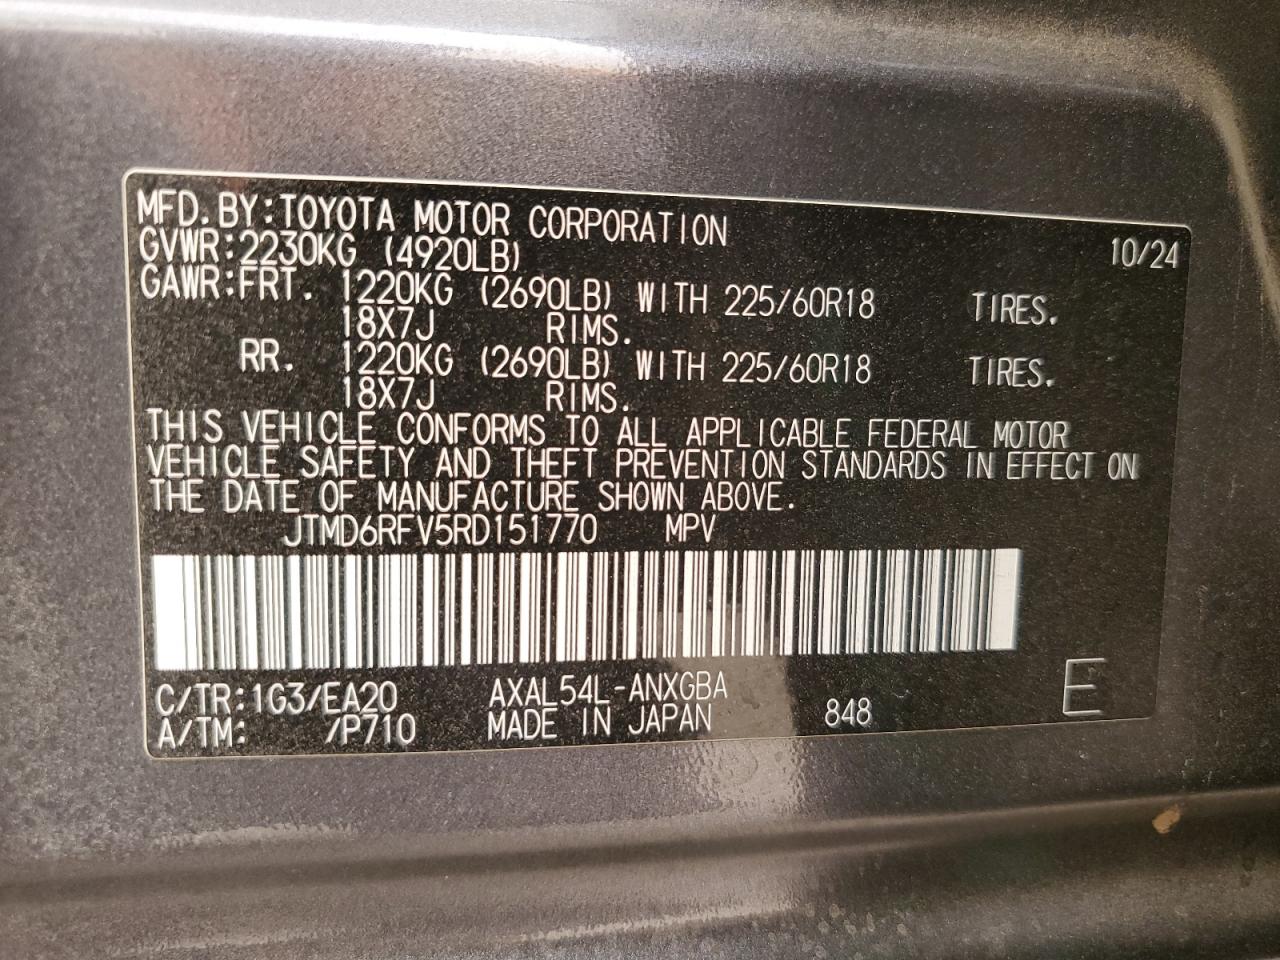 MFD. BY:TOYOTA MOTOR CORPORATION 10/24
GVWR:2230KG (4920LB)
GAWR:FRT. 1220KG (2690LB) WITH 225/60R18 TIRES.
18X7J RIMS.
RR. 1220KG (2690LB) WITH 225/60R18 TIRES.
18X7J RIMS.
THIS VEHICLE CONFORMS TO ALL APPLICABLE FEDERAL MOTOR
VEHICLE SAFETY AND THEFT PREVENTION STANDARDS IN EFFECT ON
THE DATE OF MANUFACTURE SHOWN ABOVE.
JTMD6RFV5RD151770 MPV
C/TR:1G3/EA20 AXAL54L-ANXGBA
A/TM: /P710 MADE IN JAPAN 848 E